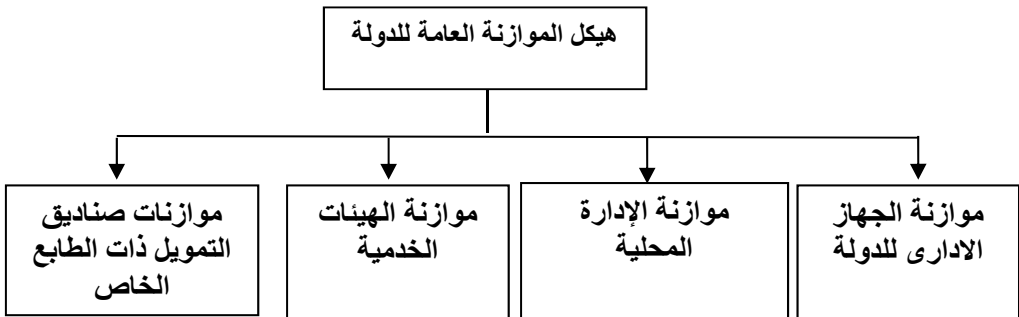 هيكل الموازنة العامة للدولة
موازنة الجهاز
الادارى للدولة
موازنة الإدارة
المحلية
موازنة الهيئات
الخدمية
موازنات صناديق
التمويل ذات الطابع
الخاص